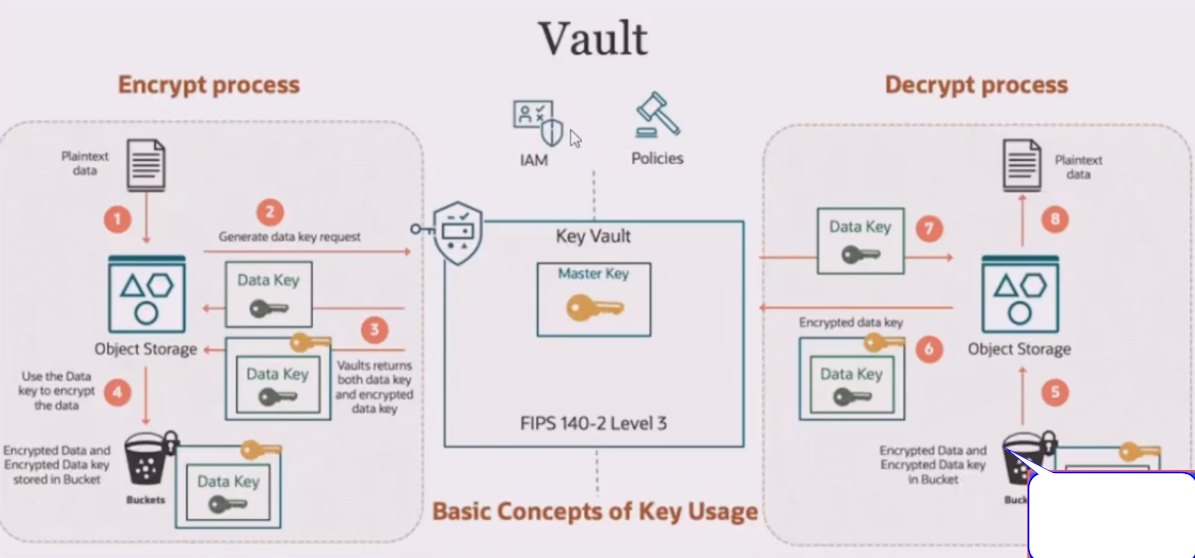 Vault
Encrypt process
Decrypt process
IAM
Policies
Plaintext
data
1
2
Generate data key request
Data Key
Object Storage
3
Data Key
Vaults returns
both data key
and encrypted
data key
Use the Data
key to encrypt
the data
4
Encrypted Data and
Encrypted Data key
stored in Bucket
Buckets
Data Key
Key Vault
Master Key
FIPS 140-2 Level 3
Basic Concepts of Key Usage
Plaintext
data
8
Data Key
7
Encrypted data key
6
Data Key
Object Storage
5
Encrypted Data and
Encrypted Data key
in Bucket